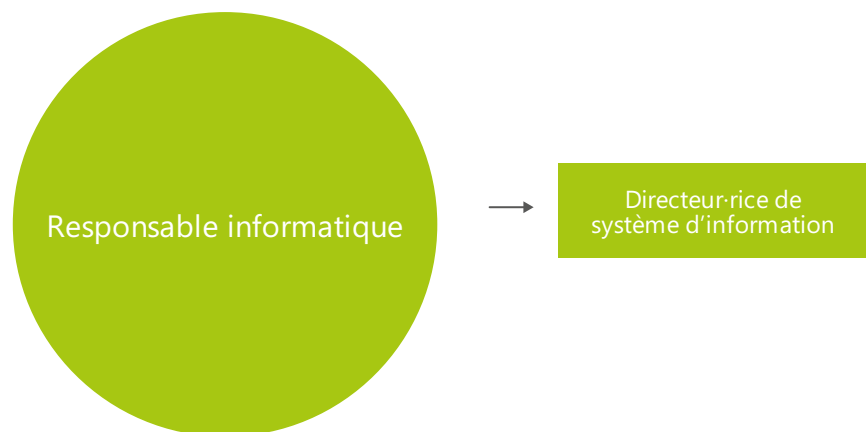 Responsable informatique
Directeur·rice de
système d’information